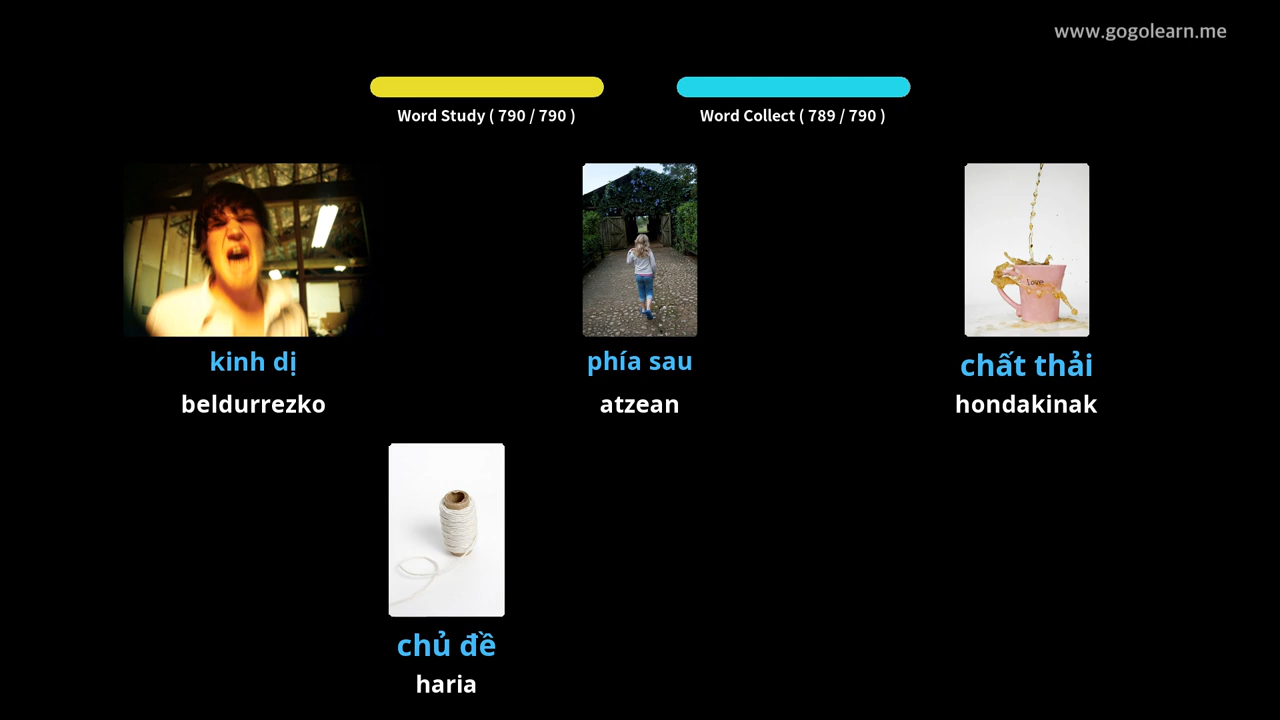 www.gogolearn.me
Word Study ( 790 / 790 )
Word Collect ( 789 / 790 )
love
kinh dị
phía sau
chất thải
beldurrezko
atzean
hondakinak
chủ đề
haria